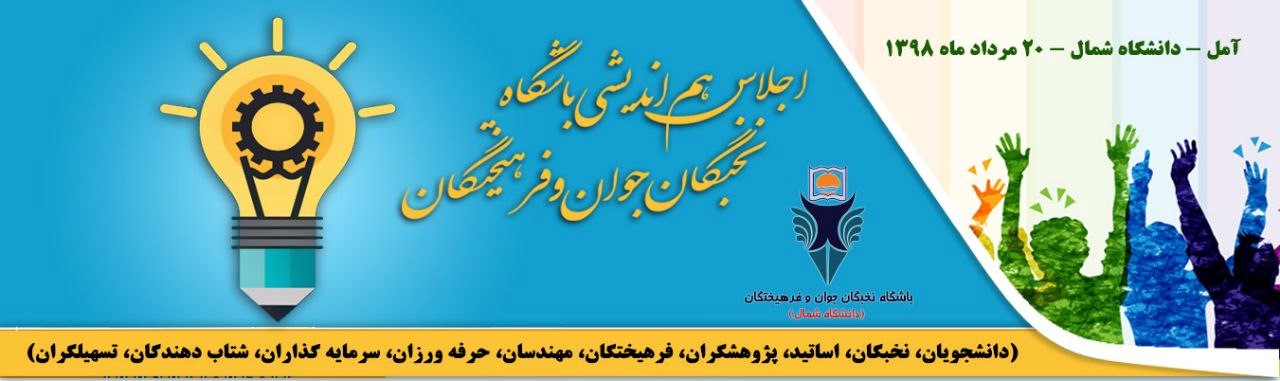 آمل – دانشگاه شمال – ۲۰ مرداد ماه ۱۳۹۸
اجلاس هم اندیشی باشگاه
نخبگان جوان و فرهیختگان
باشگاه نخبگان جوان و فرهیختگان
(دانشگاه شمال)
(دانشجویان، نخبگان، اساتید، پژوهشگران، فرهیختگان، مهندسان، حرفه ورزان، سرمایه گذاران، شتاب دهندگان، تسهیلگران)